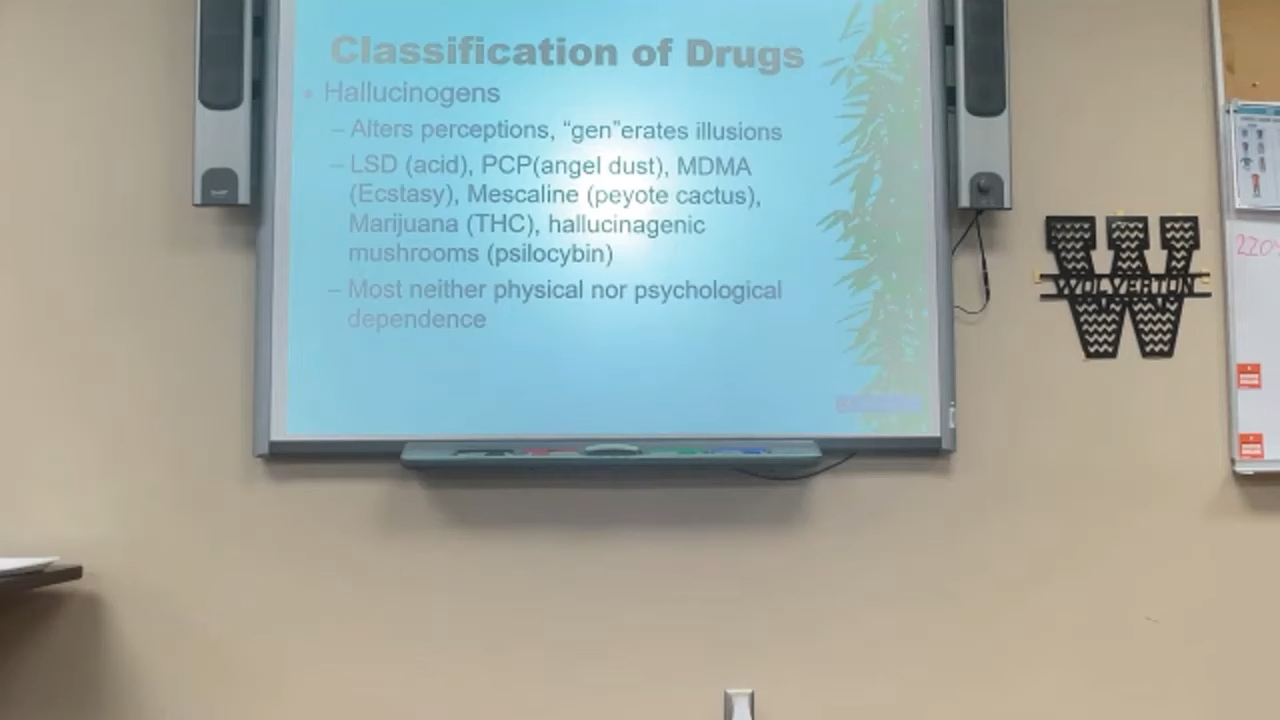 Classification of Drugs
• Hallucinogens
– Alters perceptions, “gen”erates illusions
– LSD (acid), PCP(angel dust), MDMA
(Ecstasy), Mescaline (peyote cactus),
Marijuana (THC), hallucinagenic
mushrooms (psilocybin)
– Most neither physical nor psychological
dependence
W
WOLVERTON